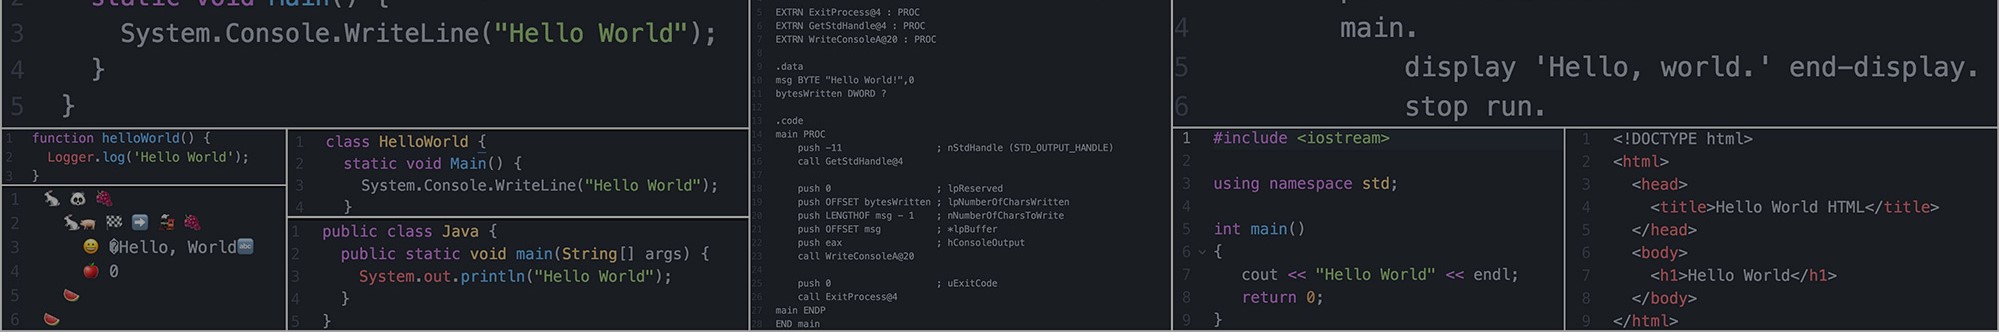 2 static void Main() {
3 System.Console.WriteLine("Hello World");
4 }
5 }
1 function helloWorld() {
2 Logger.log('Hello World');
3 }
1 🐇 🐼 🍇
2 🐇🐖 🏁 ➡️ 🚂 🍇
3 😀 �Hello, World🔤
4 🍎 0
5 🍉
6 🍉
1 class HelloWorld {
2 static void Main() {
3 System.Console.WriteLine("Hello World");
4 }
1 public class Java {
2 public static void main(String[] args) {
3 System.out.println("Hello World");
4 }
5 }
5 EXTRN ExitProcess@4 : PROC
6 EXTRN GetStdHandle@4 : PROC
7 EXTRN WriteConsoleA@20 : PROC
8
9 .data
10 msg BYTE "Hello World!",0
11 bytesWritten DWORD ?
12
13 .code
14 main PROC
15 push -11 ; nStdHandle (STD_OUTPUT_HANDLE)
16 call GetStdHandle@4
17
18 push 0 ; lpReserved
19 push OFFSET bytesWritten ; lpNumberOfCharsWritten
20 push LENGTHOF msg - 1 ; nNumberOfCharsToWrite
21 push OFFSET msg ; *lpBuffer
22 push eax ; hConsoleOutput
23 call WriteConsoleA@20
24
25 push 0 ; uExitCode
26 call ExitProcess@4
27 main ENDP
28 END main
4 main.
5 display 'Hello, world.' end-display.
6 stop run.
1 #include <iostream>
2
3 using namespace std;
4
5 int main()
6 {
7 cout << "Hello World" << endl;
8 return 0;
9 }
1 <!DOCTYPE html>
2 <html>
3 <head>
4 <title>Hello World HTML</title>
5 </head>
6 <body>
7 <h1>Hello World</h1>
8 </body>
9 </html>